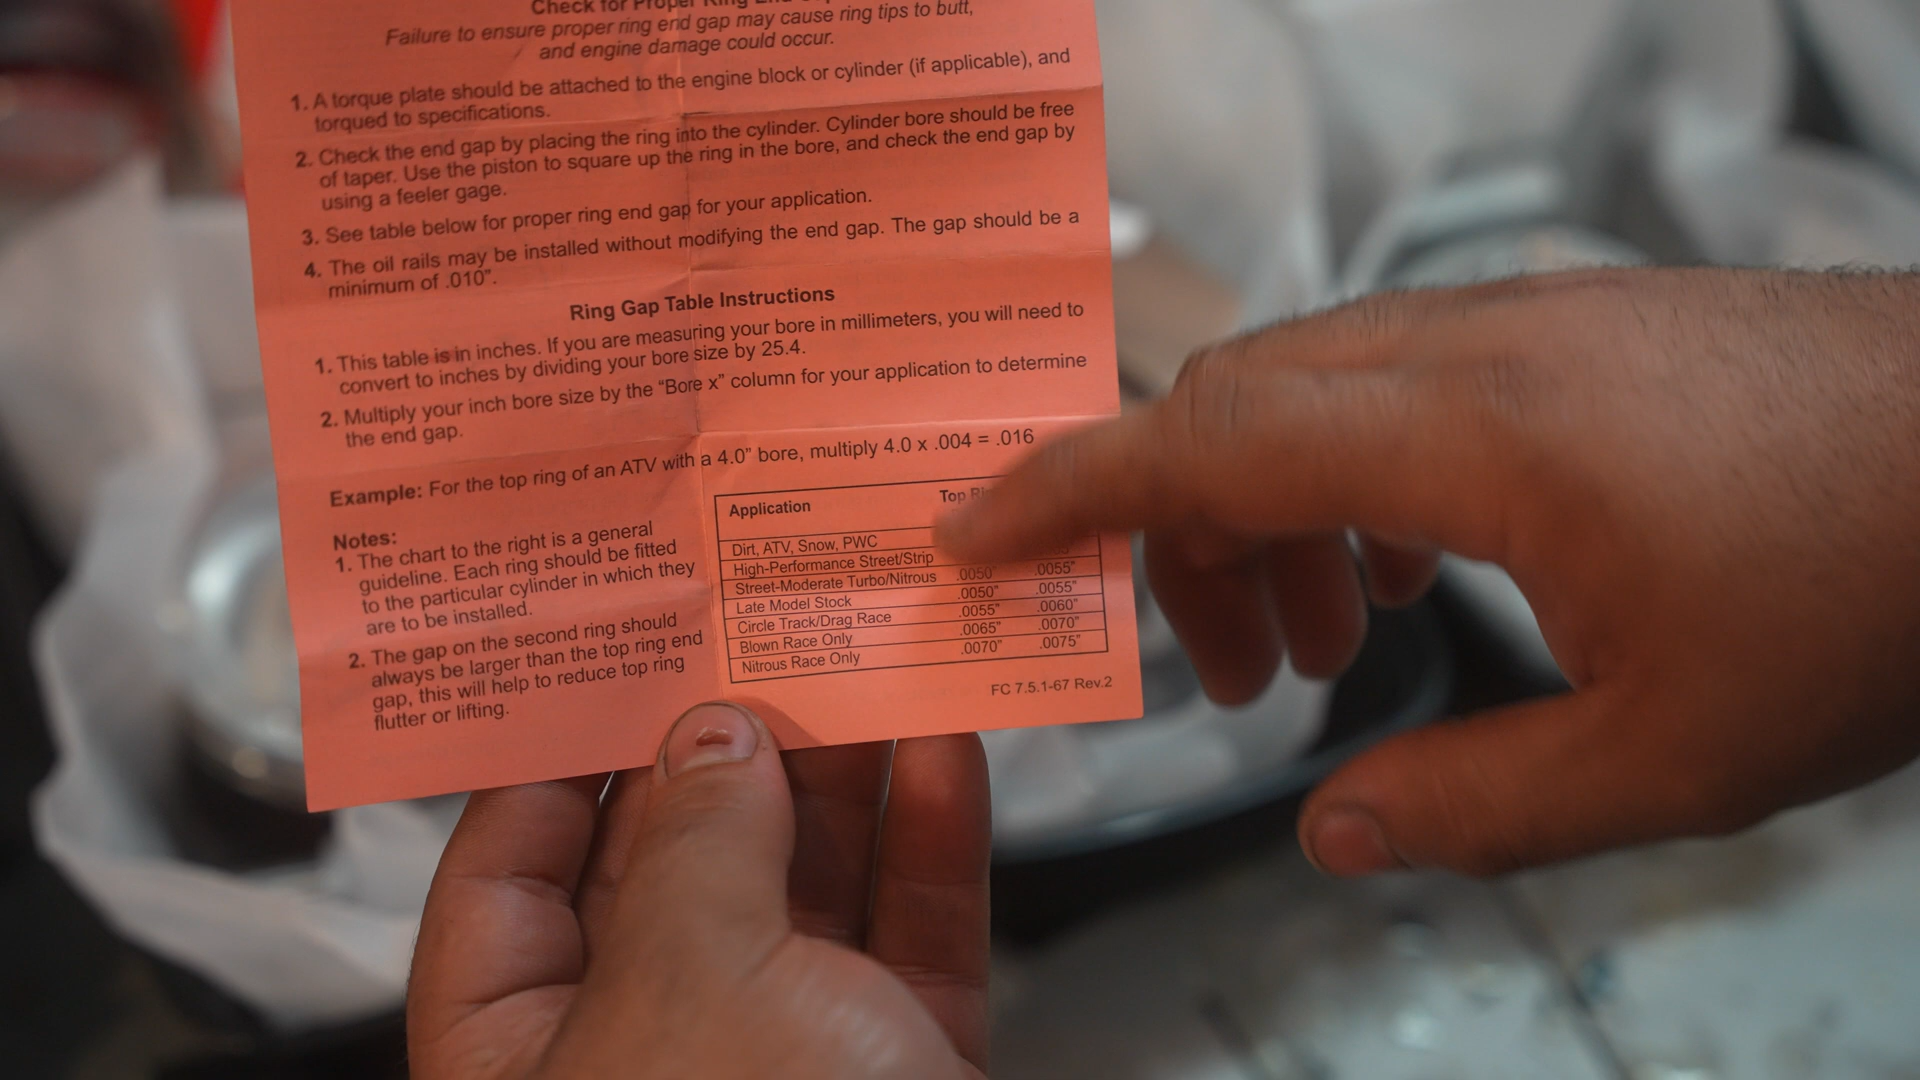 Check for Proper Ring End
Failure to ensure proper ring end gap may cause ring tips to butt,
and engine damage could occur.
1. A torque plate should be attached to the engine block or cylinder (if applicable), and
torqued to specifications.
2. Check the end gap by placing the ring into the cylinder. Cylinder bore should be free
of taper. Use the piston to square up the ring in the bore, and check the end gap by
using a feeler gage.
3. See table below for proper ring end gap for your application.
4. The oil rails may be installed without modifying the end gap. The gap should be a
minimum of .010".
Ring Gap Table Instructions
1. This table is in inches. If you are measuring your bore in millimeters, you will need to
convert to inches by dividing your bore size by 25.4.
2. Multiply your inch bore size by the “Bore x” column for your application to determine
the end gap.
Example: For the top ring of an ATV with a 4.0" bore, multiply 4.0 x .004 = .016
Notes:
1. The chart to the right is a general
guideline. Each ring should be fitted
to the particular cylinder in which they
are to be installed.
2. The gap on the second ring should
always be larger than the top ring end
gap, this will help to reduce top ring
flutter or lifting.
Application Top
Dirt, ATV, Snow, PWC
High-Performance Street/Strip
Street-Moderate Turbo/Nitrous .0050" .0055"
Late Model Stock .0050" .0055"
Circle Track/Drag Race .0055" .0060"
Blown Race Only .0065" .0070"
Nitrous Race Only .0070" .0075"
FC 7.5.1-67 Rev.2